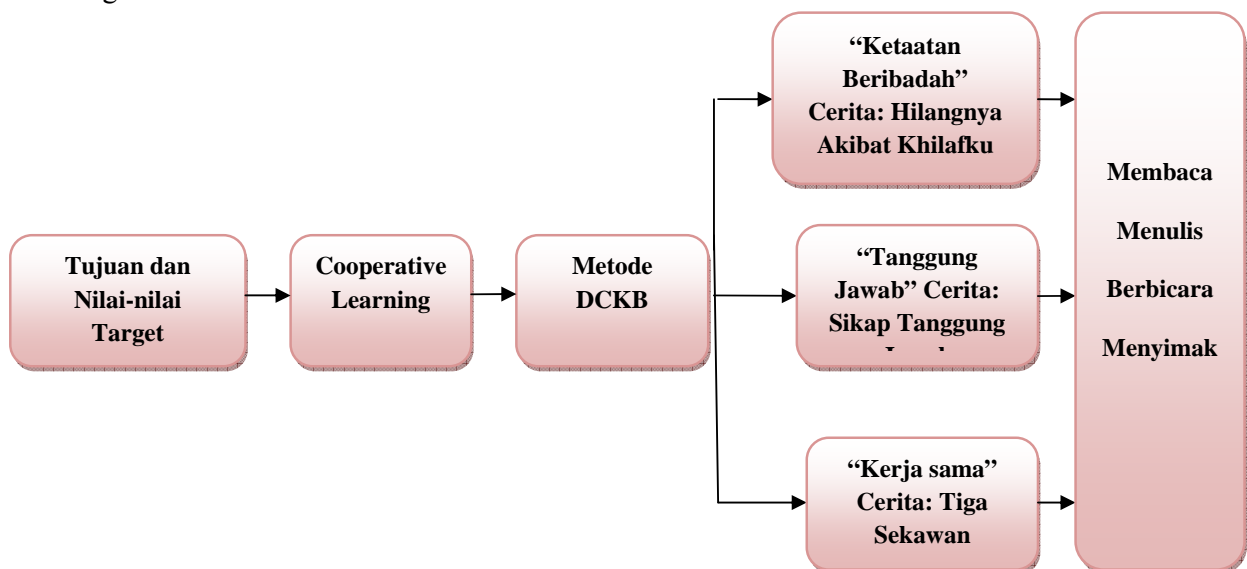 Tujuan dan
Nilai-nilai
Target
Cooperative
Learning
Metode
DCKB
“Ketaatan
Beribadah”
Cerita: Hilangnya
Akibat Khilafku
“Tanggung
Jawab” Cerita:
Sikap Tanggung
“Kerja sama”
Cerita: Tiga
Sekawan
Membaca
Menulis
Berbicara
Menyimak